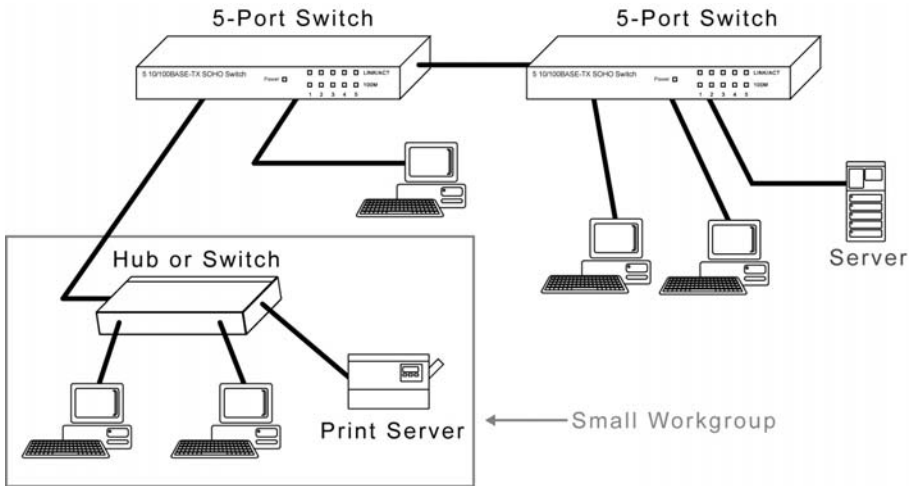 5-Port Switch
5-Port Switch
5 10/100BASE-TX SOHO Switch
Power
LINK/ACT
100M
1 2 3 4 5
5 10/100BASE-TX SOHO Switch
Power
LINK/ACT
100M
1 2 3 4 5
Hub or Switch
Server
Print Server
Small Workgroup